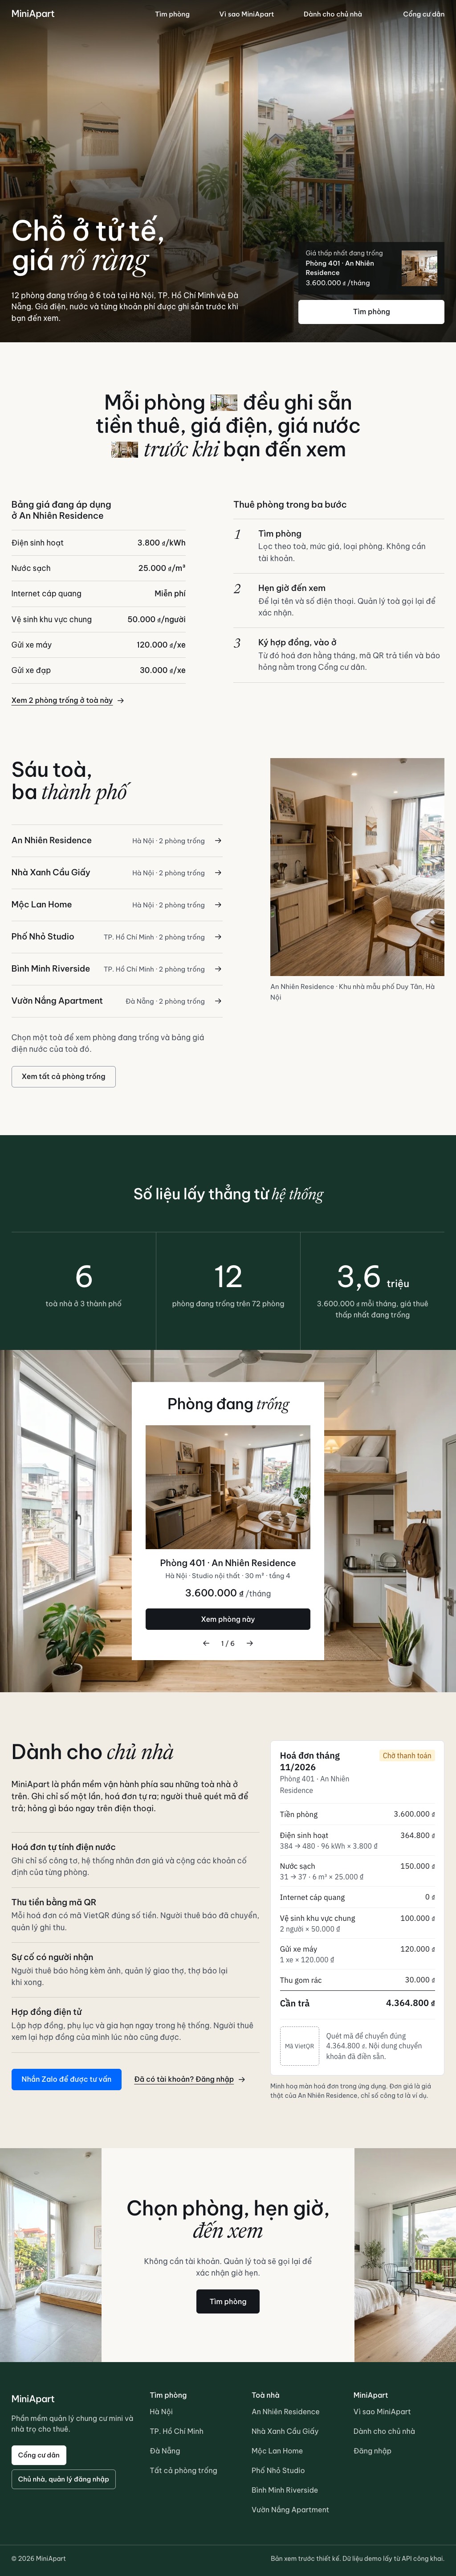 MiniApart
Tìm phòng
Vì sao MiniApart
Dành cho chủ nhà
Cổng cư dân
Chỗ ở tử tế,
giá rõ ràng
12 phòng đang trống ở 6 toà tại Hà Nội, TP. Hồ Chí Minh và Đà
Nẵng. Giá điện, nước và từng khoản phí được ghi sẵn trước khi
bạn đến xem.
Giá thấp nhất đang trống
Phòng 401 · An Nhiên
Residence
3.600.000 ₫ /tháng
Tìm phòng
Mỗi phòng đều ghi sẵn
tiền thuê, giá điện, giá nước
trước khi bạn đến xem
Bảng giá đang áp dụng
ở An Nhiên Residence
Điện sinh hoạt 3.800 ₫/kWh
Nước sạch 25.000 ₫/m³
Internet cáp quang Miễn phí
Vệ sinh khu vực chung 50.000 ₫/người
Gửi xe máy 120.000 ₫/xe
Gửi xe đạp 30.000 ₫/xe
Xem 2 phòng trống ở toà này →
Thuê phòng trong ba bước
1 Tìm phòng
Lọc theo toà, mức giá, loại phòng. Không cần
tài khoản.
2 Hẹn giờ đến xem
Để lại tên và số điện thoại. Quản lý toà gọi lại để
xác nhận.
3 Ký hợp đồng, vào ở
Từ đó hoá đơn hằng tháng, mã QR trả tiền và báo
hỏng nằm trong Cổng cư dân.
Sáu toà,
ba thành phố
An Nhiên Residence Hà Nội · 2 phòng trống →
Nhà Xanh Cầu Giấy Hà Nội · 2 phòng trống →
Mộc Lan Home Hà Nội · 2 phòng trống →
Phố Nhỏ Studio TP. Hồ Chí Minh · 2 phòng trống →
Bình Minh Riverside TP. Hồ Chí Minh · 2 phòng trống →
Vườn Nắng Apartment Đà Nẵng · 2 phòng trống →
Chọn một toà để xem phòng đang trống và bảng giá
điện nước của toà đó.
Xem tất cả phòng trống
An Nhiên Residence · Khu nhà mẫu phố Duy Tân, Hà
Nội
Số liệu lấy thẳng từ hệ thống
6
toà nhà ở 3 thành phố
12
phòng đang trống trên 72 phòng
3,6 triệu
3.600.000 ₫ mỗi tháng, giá thuê
thấp nhất đang trống
Phòng đang trống
Phòng 401 · An Nhiên Residence
Hà Nội · Studio nội thất · 30 m² · tầng 4
3.600.000 ₫ /tháng
Xem phòng này
← 1 / 6 →
Dành cho chủ nhà
MiniApart là phần mềm vận hành phía sau những toà nhà ở
trên. Ghi chỉ số một lần, hoá đơn tự ra; người thuê quét mã để
trả; hỏng gì báo ngay trên điện thoại.
Hoá đơn tự tính điện nước
Ghi chỉ số công tơ, hệ thống nhân đơn giá và cộng các khoản cố
định của từng phòng.
Thu tiền bằng mã QR
Mỗi hoá đơn có mã VietQR đúng số tiền. Người thuê báo đã chuyển,
quản lý ghi thu.
Sự cố có người nhận
Người thuê báo hỏng kèm ảnh, quản lý giao thợ, thợ báo lại
khi xong.
Hợp đồng điện tử
Lập hợp đồng, phụ lục và gia hạn ngay trong hệ thống. Người thuê
xem lại hợp đồng của mình lúc nào cũng được.
Nhắn Zalo để được tư vấn
Đã có tài khoản? Đăng nhập →
Hoá đơn tháng
11/2026
Chờ thanh toán
Phòng 401 · An Nhiên
Residence
Tiền phòng 3.600.000 ₫
Điện sinh hoạt 364.800 ₫
384 → 480 · 96 kWh × 3.800 ₫
Nước sạch 150.000 ₫
31 → 37 · 6 m³ × 25.000 ₫
Internet cáp quang 0 ₫
Vệ sinh khu vực chung 100.000 ₫
2 người × 50.000 ₫
Gửi xe máy 120.000 ₫
1 xe × 120.000 ₫
Thu gom rác 30.000 ₫
Cần trả 4.364.800 ₫
Mã VietQR
Quét mã để chuyển đúng
4.364.800 ₫. Nội dung chuyển
khoản đã điền sẵn.
Minh hoạ màn hoá đơn trong ứng dụng. Đơn giá là giá
thật của An Nhiên Residence, chỉ số công tơ là ví dụ.
Chọn phòng, hẹn giờ,
đến xem
Không cần tài khoản. Quản lý toà sẽ gọi lại để
xác nhận giờ hẹn.
Tìm phòng
MiniApart
Phần mềm quản lý chung cư mini và
nhà trọ cho thuê.
Cổng cư dân
Chủ nhà, quản lý đăng nhập
Tìm phòng
Hà Nội
TP. Hồ Chí Minh
Đà Nẵng
Tất cả phòng trống
Toà nhà
An Nhiên Residence
Nhà Xanh Cầu Giấy
Mộc Lan Home
Phố Nhỏ Studio
Bình Minh Riverside
Vườn Nắng Apartment
MiniApart
Vì sao MiniApart
Dành cho chủ nhà
Đăng nhập
© 2026 MiniApart
Bản xem trước thiết kế. Dữ liệu demo lấy từ API công khai.